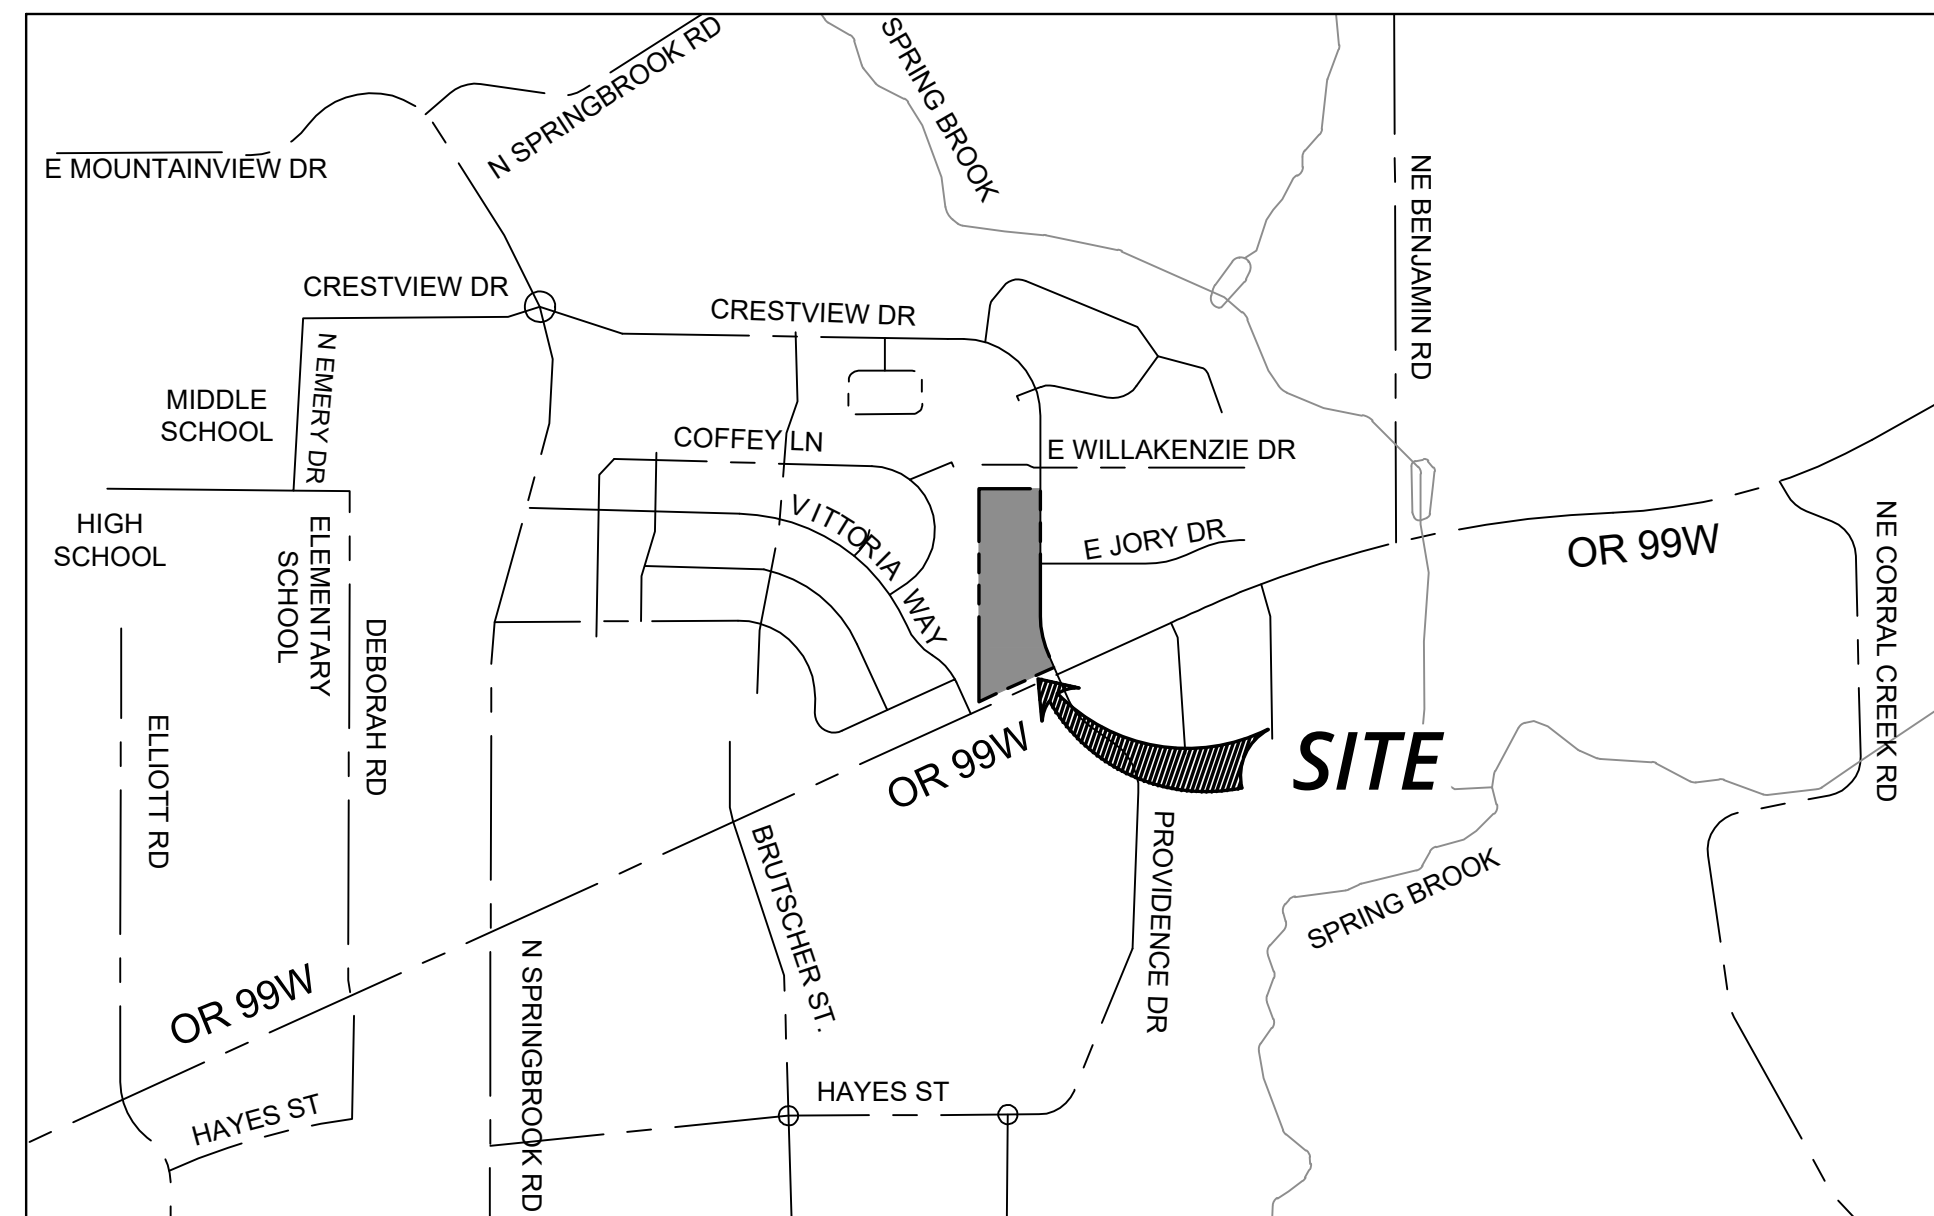 N SPRINGBROOK RD
SPRING BROOK
E MOUNTAINVIEW DR
NE BENJAMIN RD
CRESTVIEW DR
CRESTVIEW DR
N EMERY DR
MIDDLE
SCHOOL
COFFEY LN
E WILLAKENZIE DR
VITTORIA WAY
HIGH
SCHOOL
ELEMENTARY
SCHOOL
E JORY DR
OR 99W
NE CORRAL CREEK RD
DEBORAH RD
ELLIOTT RD
OR 99W
SITE
BRUTSCHER ST.
PROVIDENCE DR
SPRING BROOK
OR 99W
N SPRINGBROOK RD
HAYES ST
HAYES ST